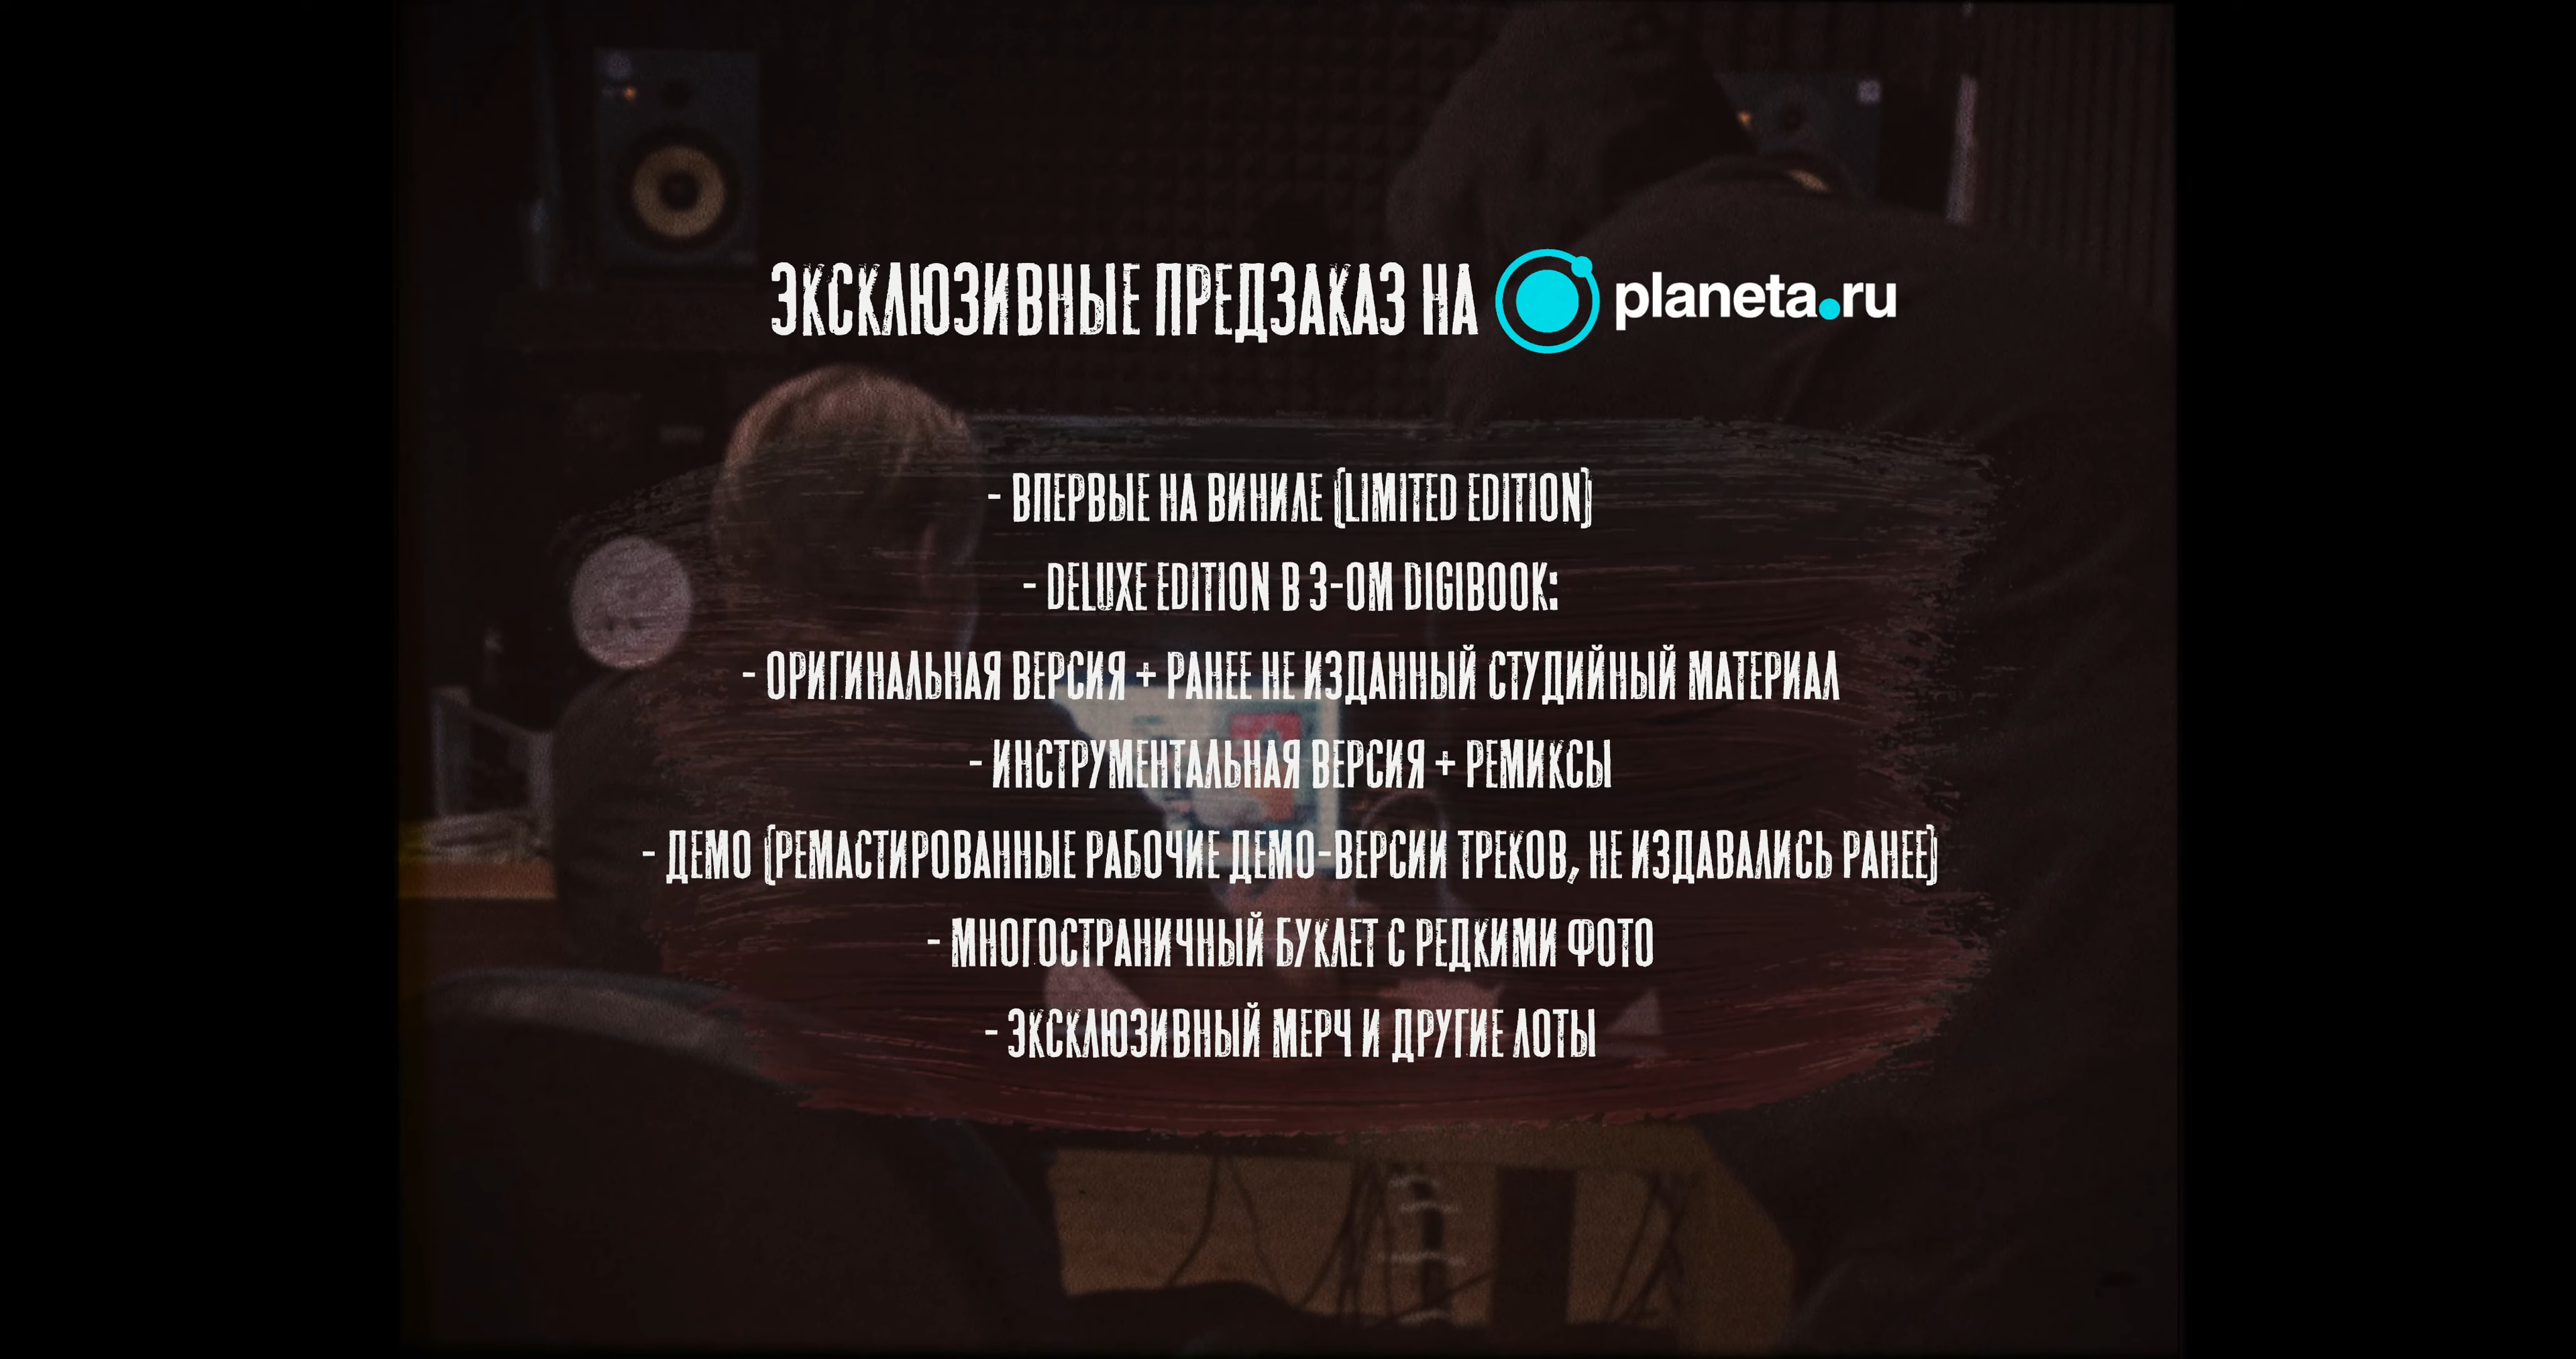 ЭКСКЛЮЗИВНЫЕ ПРЕДЗАКАЗ НА planeta.ru
- ВПЕРВЫЕ НА ВИНИЛЕ (LIMITED EDITION)
- DELUXE EDITION В 3-ОМ DIGIBOOK:
- ОРИГИНАЛЬНАЯ ВЕРСИЯ + РАНЕЕ НЕ ИЗДАННЫЙ СТУДИЙНЫЙ МАТЕРИАЛ
- ИНСТРУМЕНТАЛЬНАЯ ВЕРСИЯ + РЕМИКСЫ
- ДЕМО (РЕМАСТИРОВАННЫЕ РАБОЧИЕ ДЕМО-ВЕРСИИ ТРЕКОВ, НЕ ИЗДАВАЛИСЬ РАНЕЕ)
- МНОГОСТРАНИЧНЫЙ БУКЛЕТ С РЕДКИМИ ФОТО
- ЭКСКЛЮЗИВНЫЙ МЕРЧ И ДРУГИЕ ЛОТЫ